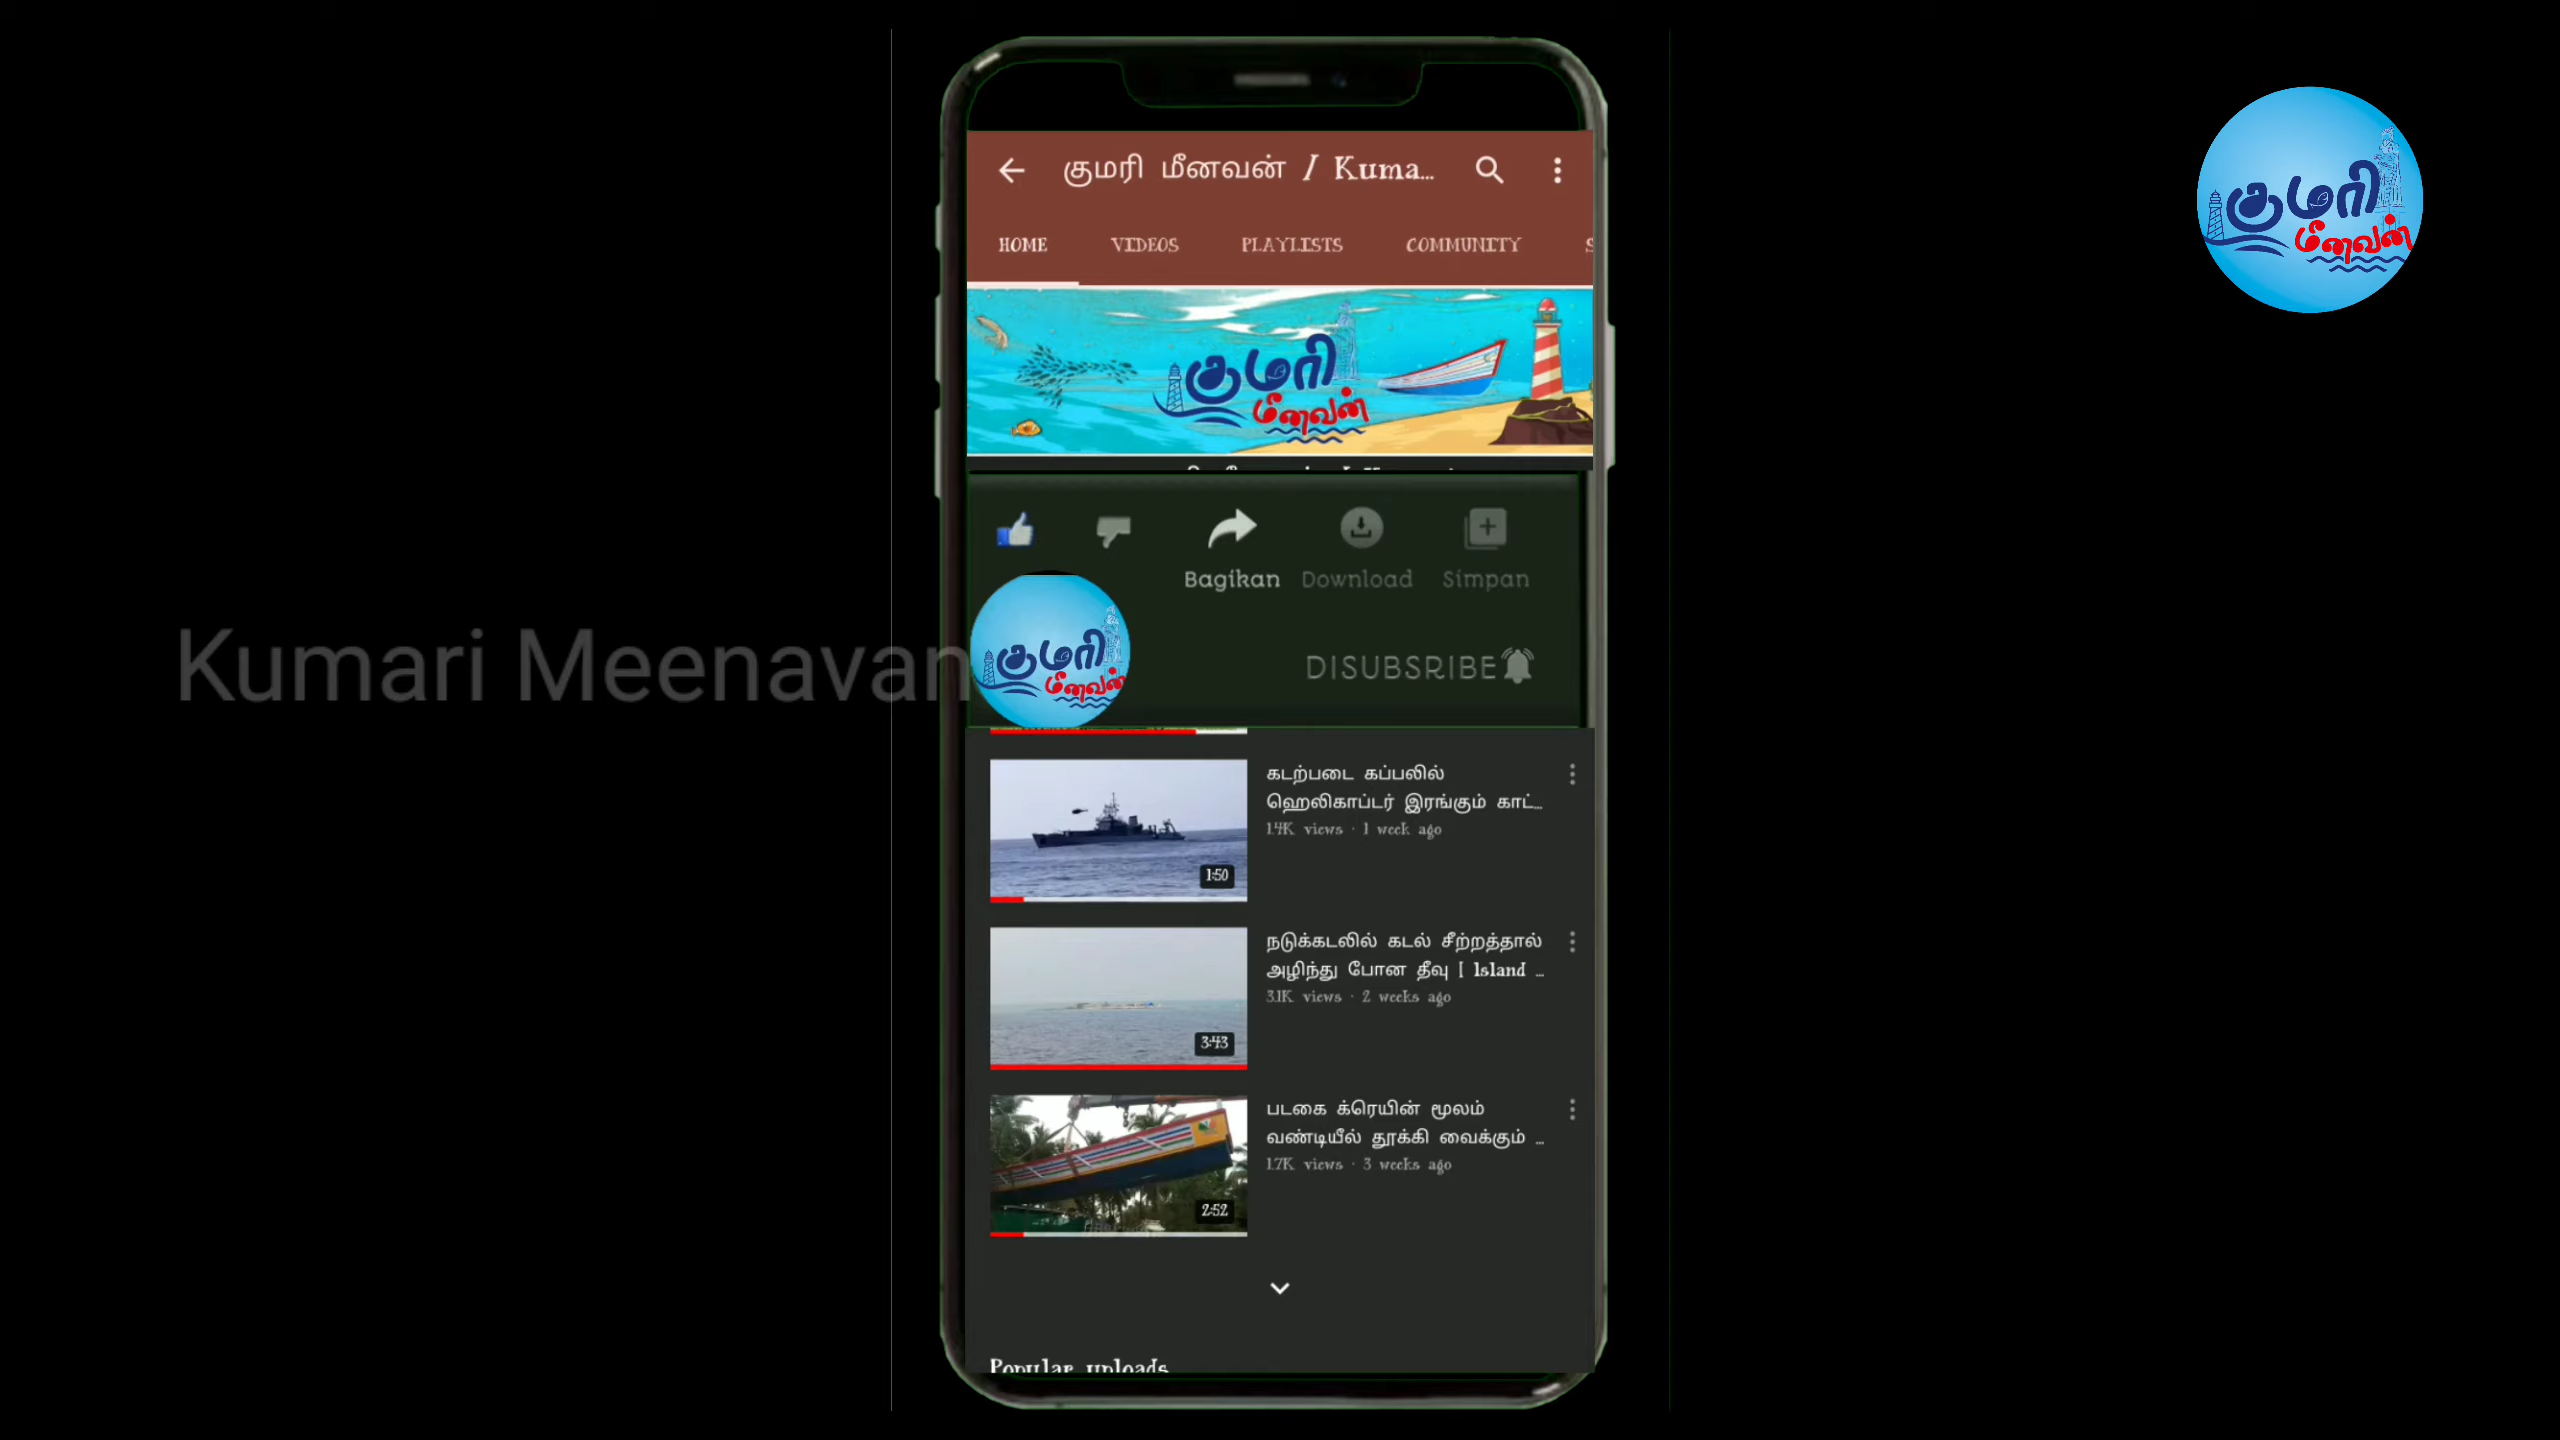 குமரி மீனவன் / Kuma...
HOME VIDEOS PLAYLISTS COMMUNITY S
குமரி
மீனவன்
குமரி
மீனவன்
Bagikan Download Simpan
Kumari Meenavan
குமரி
மீனவன்
DISUBSRIBE
கடற்படை கப்பலில்
ஹெலிகாப்டர் இரங்கும் காட்...
1.4K views · 1 week ago
1:50
நடுக்கடலில் கடல் சீற்றத்தால்
அழிந்து போன தீவு | Island ...
3.1K views · 2 weeks ago
3:43
படகை க்ரெயின் மூலம்
வண்டியீல் தூக்கி வைக்கும் ...
1.7K views · 3 weeks ago
2:52
Popular uploads